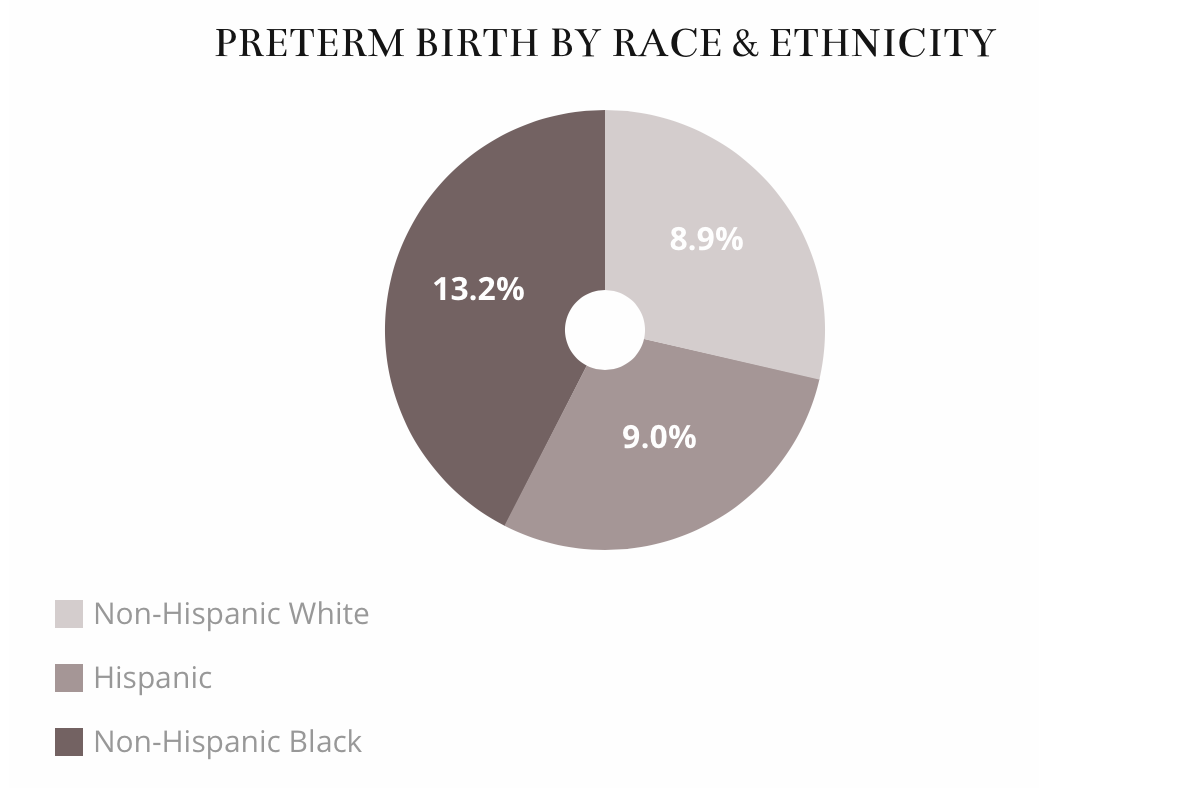 PRETERM BIRTH BY RACE & ETHNICITY
8.9%
13.2%
9.0%
Non-Hispanic White
Hispanic
Non-Hispanic Black